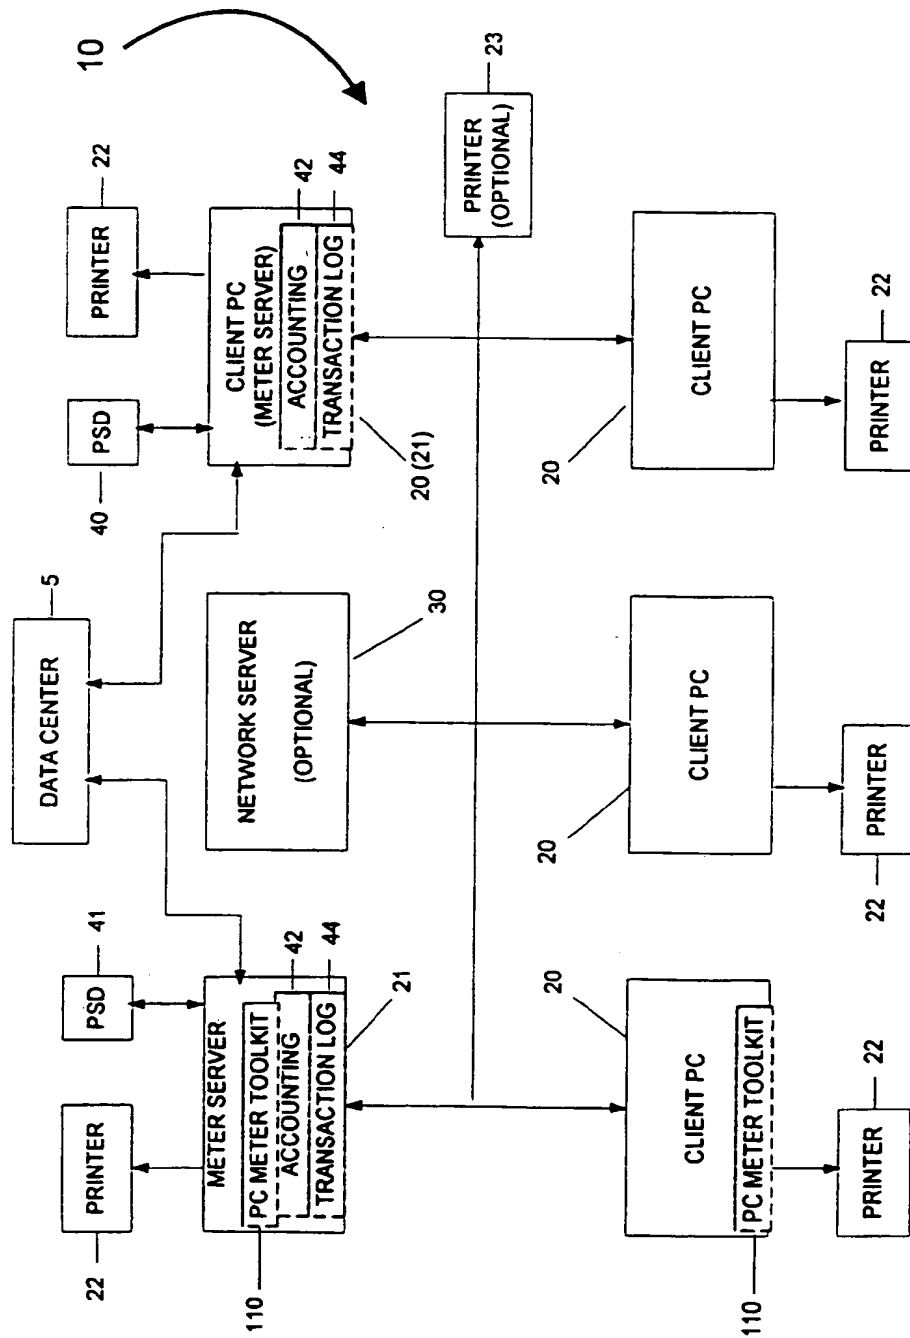 10
DATA CENTER
5
22
PRINTER
PSD
41
40
PSD
PRINTER
22
METER SERVER
PC METER TOOLKIT
ACCOUNTING
TRANSACTION LOG
110
42
44
21
NETWORK SERVER
(OPTIONAL)
30
CLIENT PC
(METER SERVER)
ACCOUNTING
TRANSACTION LOG
42
44
20 (21)
PRINTER
(OPTIONAL)
23
20
CLIENT PC
PC METER TOOLKIT
110
20
CLIENT PC
20
CLIENT PC
PRINTER
22
22
PRINTER
PRINTER
22